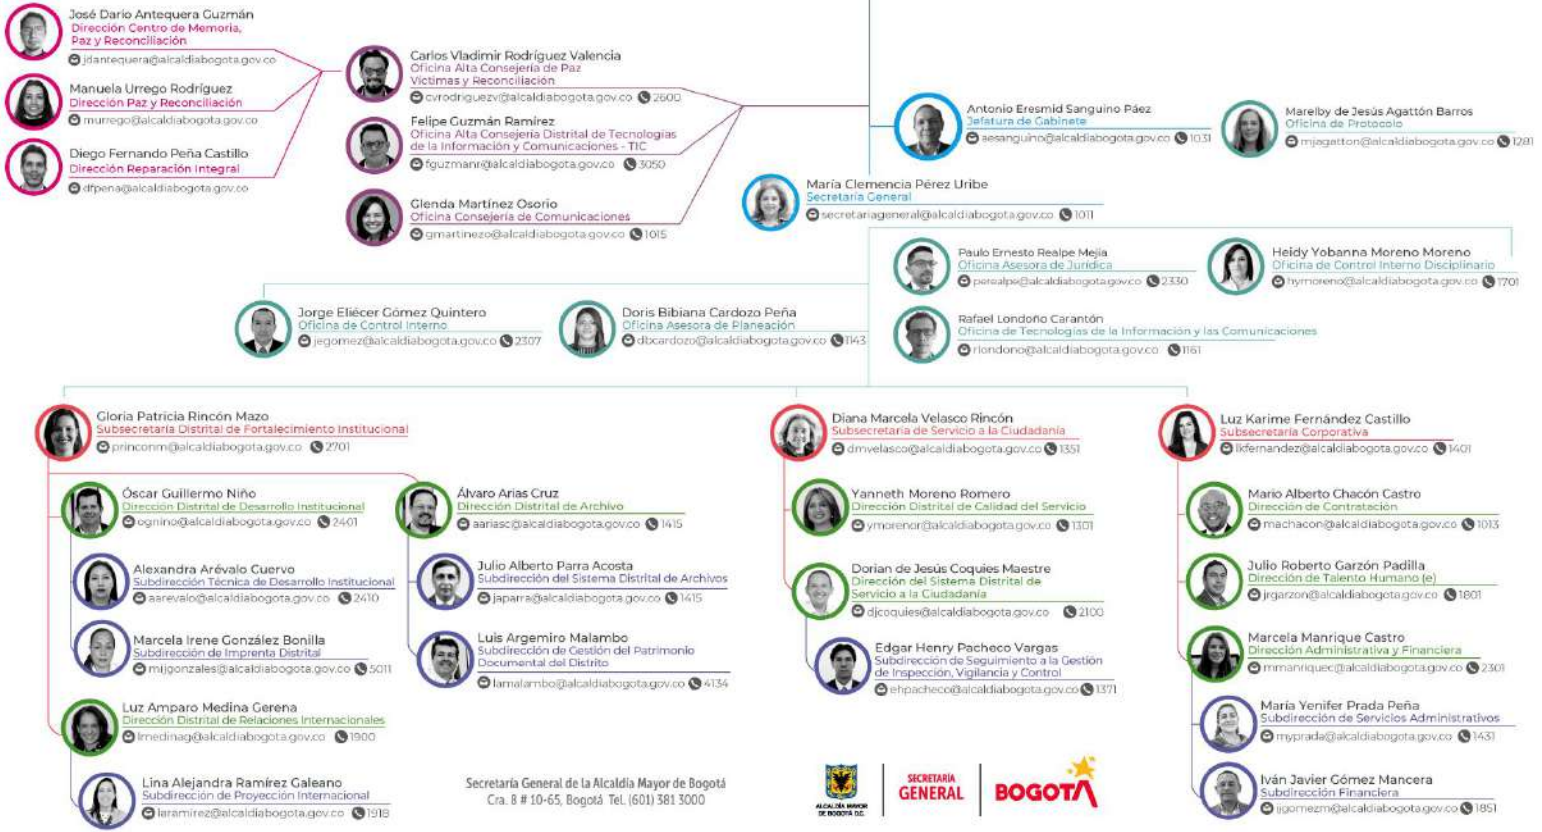 José Darío Antequera Guzmán
Dirección Centro de Memoria,
Paz y Reconciliación
jdantequera@alcaldiabogota.gov.co
Manuela Urrego Rodríguez
Dirección Paz y Reconciliación
murrego@alcaldiabogota.gov.co
Diego Fernando Peña Castillo
Dirección Reparación Integral
dfpena@alcaldiabogota.gov.co
Carlos Vladimir Rodríguez Valencia
Oficina Alta Consejería de Paz
Víctimas y Reconciliación
cvrodriguezv@alcaldiabogota.gov.co 2600
Felipe Guzmán Ramírez
Oficina Alta Consejería Distrital de Tecnologías
de la Información y Comunicaciones - TIC
fguzmanr@alcaldiabogota.gov.co 3050
Glenda Martínez Osorio
Oficina Consejería de Comunicaciones
gmartinezo@alcaldiabogota.gov.co 1015
Antonio Eresmid Sanguino Páez
Jefatura de Gabinete
aesanguino@alcaldiabogota.gov.co 1031
Marelby de Jesús Agattón Barros
Oficina de Protocolo
mjagatton@alcaldiabogota.gov.co 1281
María Clemencia Pérez Uribe
Secretaría General
secretariageneral@alcaldiabogota.gov.co 1011
Paulo Ernesto Realpe Mejía
Oficina Asesora de Jurídica
perealpe@alcaldiabogota.gov.co 2330
Heidy Yobanna Moreno Moreno
Oficina de Control Interno Disciplinario
hymoreno@alcaldiabogota.gov.co 1701
Jorge Eliécer Gómez Quintero
Oficina de Control Interno
jegomez@alcaldiabogota.gov.co 2307
Doris Bibiana Cardozo Peña
Oficina Asesora de Planeación
dbcardozo@alcaldiabogota.gov.co 1143
Rafael Londoño Carantón
Oficina de Tecnologías de la Información y las Comunicaciones
rlondono@alcaldiabogota.gov.co 1161
Gloria Patricia Rincón Mazo
Subsecretaría Distrital de Fortalecimiento Institucional
princonm@alcaldiabogota.gov.co 2701
Óscar Guillermo Niño
Dirección Distrital de Desarrollo Institucional
ognino@alcaldiabogota.gov.co 2401
Alexandra Arévalo Cuervo
Subdirección Técnica de Desarrollo Institucional
aarevalo@alcaldiabogota.gov.co 2410
Marcela Irene González Bonilla
Subdirección de Imprenta Distrital
mijgonzales@alcaldiabogota.gov.co 5011
Luz Amparo Medina Gerena
Dirección Distrital de Relaciones Internacionales
lmedinag@alcaldiabogota.gov.co 1900
Lina Alejandra Ramírez Galeano
Subdirección de Proyección Internacional
laramirez@alcaldiabogota.gov.co 1918
Álvaro Arias Cruz
Dirección Distrital de Archivo
aariasc@alcaldiabogota.gov.co 1415
Julio Alberto Parra Acosta
Subdirección del Sistema Distrital de Archivos
japarra@alcaldiabogota.gov.co 1415
Luis Argemiro Malambo
Subdirección de Gestión del Patrimonio
Documental del Distrito
lamalambo@alcaldiabogota.gov.co 4134
Diana Marcela Velasco Rincón
Subsecretaría de Servicio a la Ciudadanía
dmvelasco@alcaldiabogota.gov.co 1351
Yanneth Moreno Romero
Dirección Distrital de Calidad del Servicio
ymorenor@alcaldiabogota.gov.co 1301
Dorian de Jesús Coquies Maestre
Dirección del Sistema Distrital de
Servicio a la Ciudadanía
djcoquies@alcaldiabogota.gov.co 2100
Edgar Henry Pacheco Vargas
Subdirección de Seguimiento a la Gestión
de Inspección, Vigilancia y Control
ehpacheco@alcaldiabogota.gov.co 1371
Luz Karime Fernández Castillo
Subsecretaría Corporativa
lkfernandez@alcaldiabogota.gov.co 1401
Mario Alberto Chacón Castro
Dirección de Contratación
machacon@alcaldiabogota.gov.co 1013
Julio Roberto Garzón Padilla
Dirección de Talento Humano (e)
jrgarzon@alcaldiabogota.gov.co 1801
Marcela Manrique Castro
Dirección Administrativa y Financiera
mmanriquec@alcaldiabogota.gov.co 2301
María Yenifer Prada Peña
Subdirección de Servicios Administrativos
myprada@alcaldiabogota.gov.co 1431
Iván Javier Gómez Mancera
Subdirección Financiera
ijgomezm@alcaldiabogota.gov.co 1851
Secretaría General de la Alcaldía Mayor de Bogotá
Cra. 8 # 10-65, Bogotá Tel. (601) 381 3000
ALCALDÍA MAYOR
DE BOGOTÁ D.C.
SECRETARÍA
GENERAL
BOGOTÁ